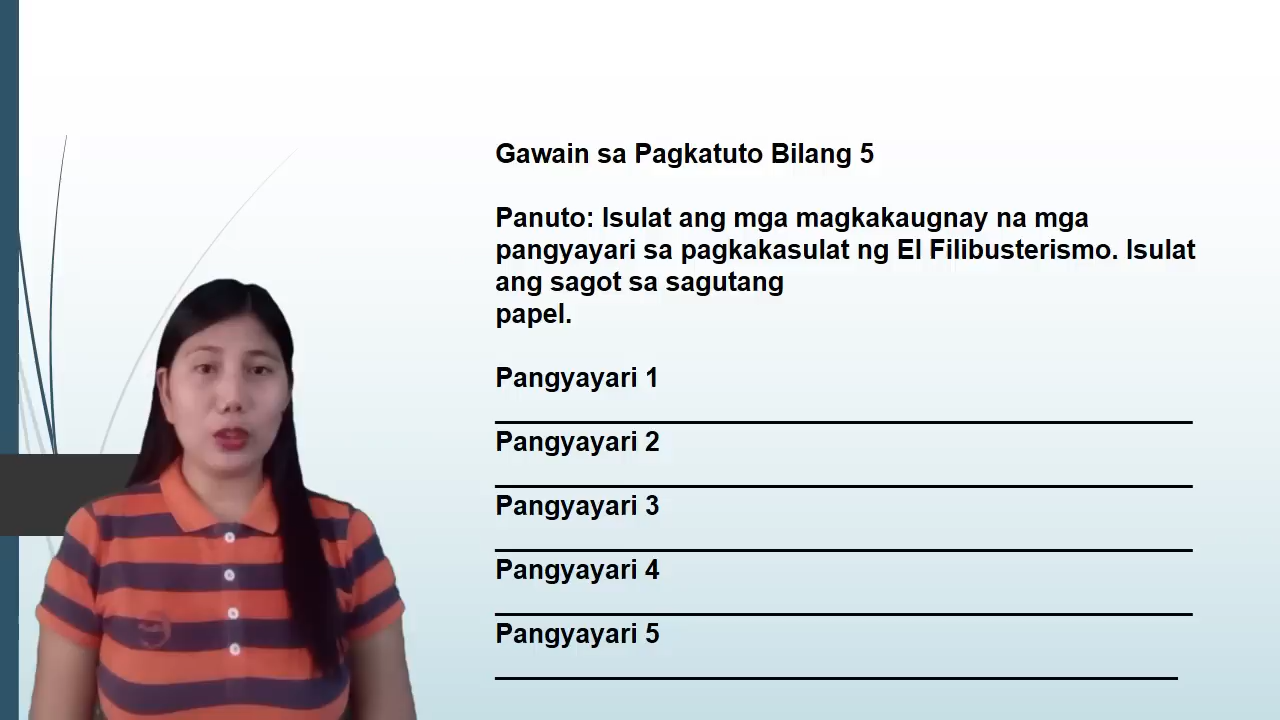 Gawain sa Pagkatuto Bilang 5
Panuto: Isulat ang mga magkakaugnay na mga
pangyayari sa pagkakasulat ng El Filibusterismo. Isulat
ang sagot sa sagutang
papel.
Pangyayari 1
Pangyayari 2
Pangyayari 3
Pangyayari 4
Pangyayari 5